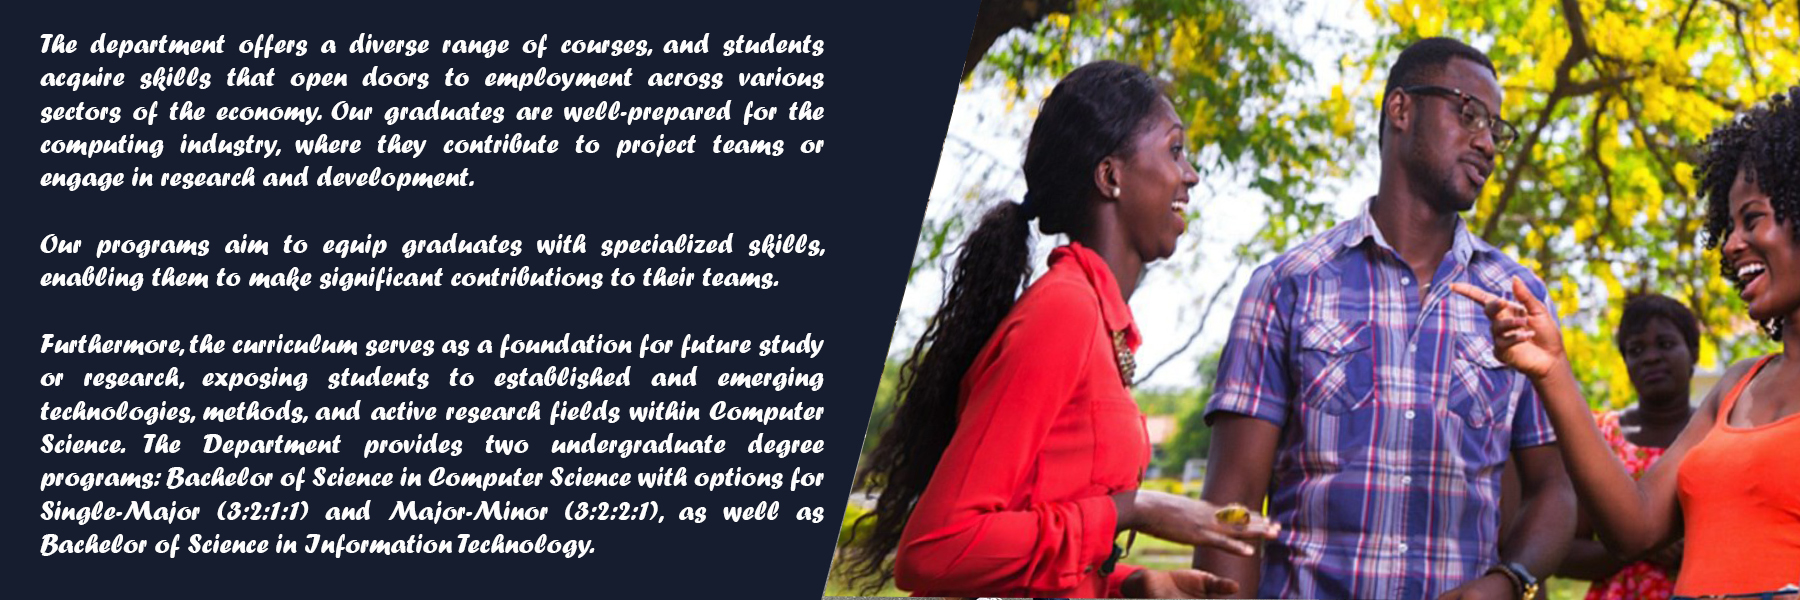 The department offers a diverse range of courses, and students
acquire skills that open doors to employment across various
sectors of the economy. Our graduates are well-prepared for the
computing industry, where they contribute to project teams or
engage in research and development.
Our programs aim to equip graduates with specialized skills,
enabling them to make significant contributions to their teams.
Furthermore, the curriculum serves as a foundation for future study
or research, exposing students to established and emerging
technologies, methods, and active research fields within Computer
Science. The Department provides two undergraduate degree
programs: Bachelor of Science in Computer Science with options for
Single-Major (3:2:1:1) and Major-Minor (3:2:2:1), as well as
Bachelor of Science in Information Technology.